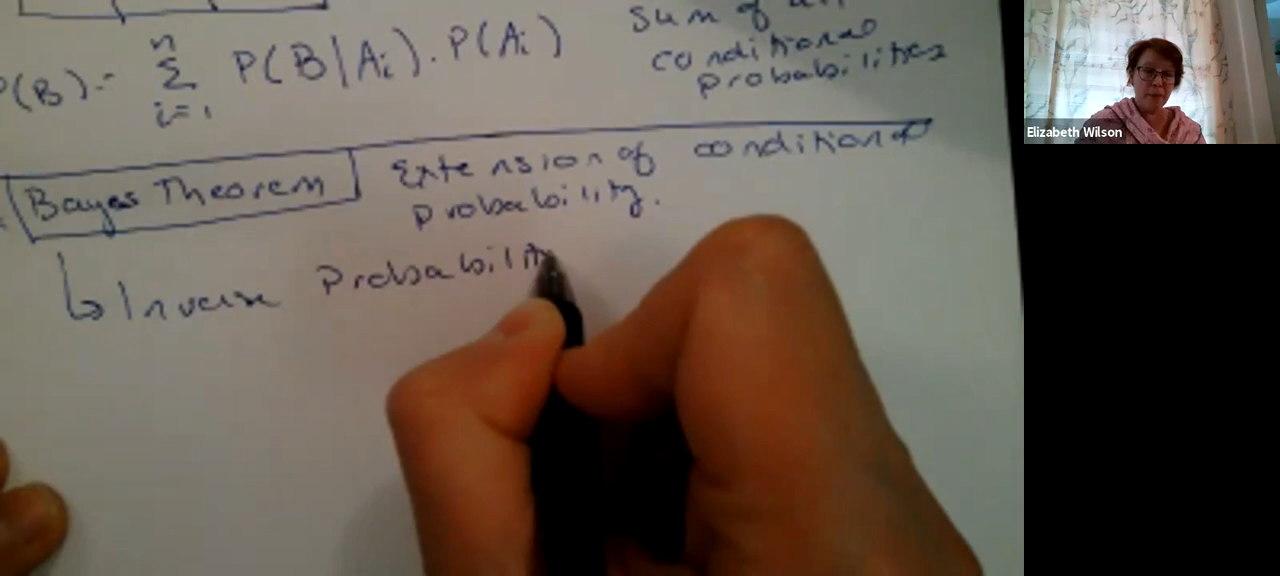 P(B) = n Σ i=1 P(B|Ai) · P(Ai)
sum of all
conditional
probabilities
Bayes Theorem
Extension of conditional
probability.
↳ Inverse Probability
Elizabeth Wilson